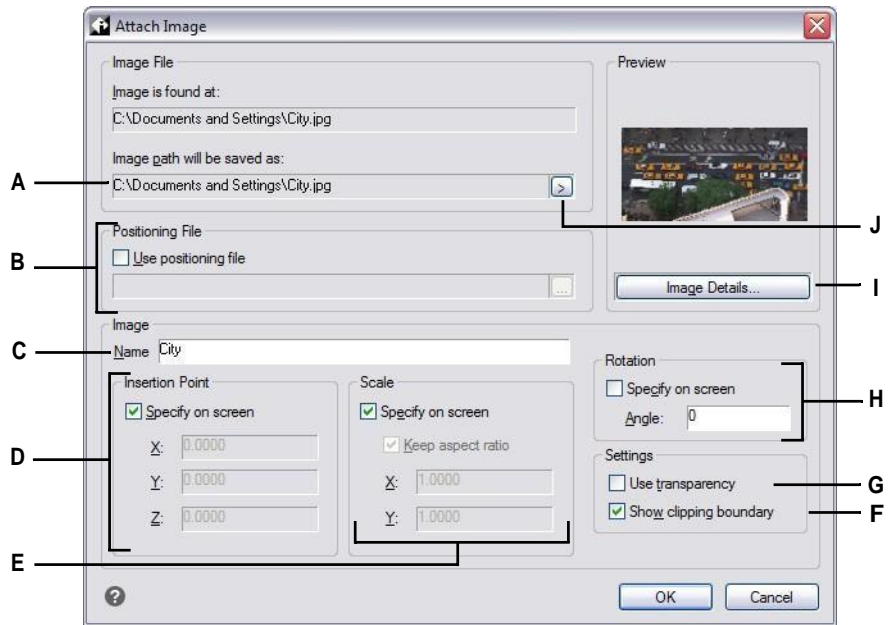 Attach Image
Image File
Preview
Image is found at:
C:\Documents and Settings\City.jpg
Image path will be saved as:
A
C:\Documents and Settings\City.jpg
>
J
Positioning File
B
Use positioning file
...
Image Details...
I
Image
C
Name City
Insertion Point
Scale
Rotation
Specify on screen
Specify on screen
Specify on screen
H
Keep aspect ratio
Angle: 0
D
X: 0.0000
Y: 0.0000
Z: 0.0000
X: 1.0000
Y: 1.0000
E
Settings
Use transparency
G
Show clipping boundary
F
?
OK
Cancel